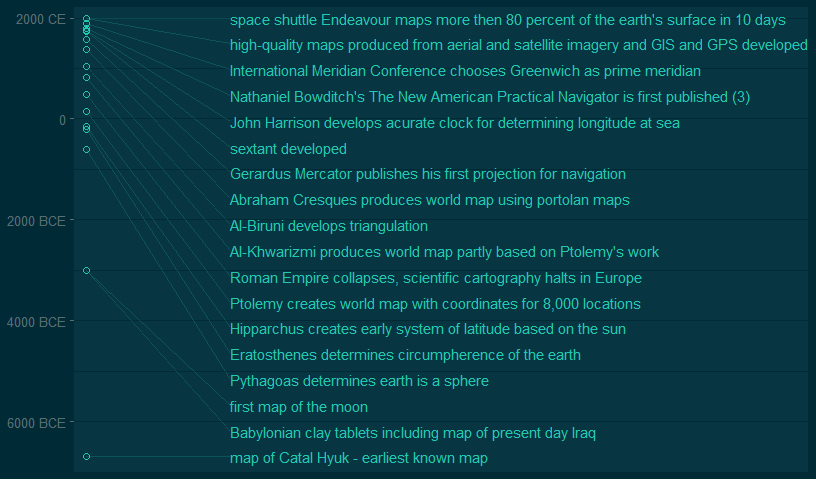 2000 CE
space shuttle Endeavour maps more then 80 percent of the earth's surface in 10 days
high-quality maps produced from aerial and satellite imagery and GIS and GPS developed
International Meridian Conference chooses Greenwich as prime meridian
Nathaniel Bowditch's The New American Practical Navigator is first published (3)
0
John Harrison develops acurate clock for determining longitude at sea
sextant developed
Gerardus Mercator publishes his first projection for navigation
Abraham Cresques produces world map using portolan maps
2000 BCE
Al-Biruni develops triangulation
Al-Khwarizmi produces world map partly based on Ptolemy's work
Roman Empire collapses, scientific cartography halts in Europe
Ptolemy creates world map with coordinates for 8,000 locations
4000 BCE
Hipparchus creates early system of latitude based on the sun
Eratosthenes determines circumpherence of the earth
Pythagoas determines earth is a sphere
first map of the moon
6000 BCE
Babylonian clay tablets including map of present day Iraq
map of Catal Hyuk - earliest known map